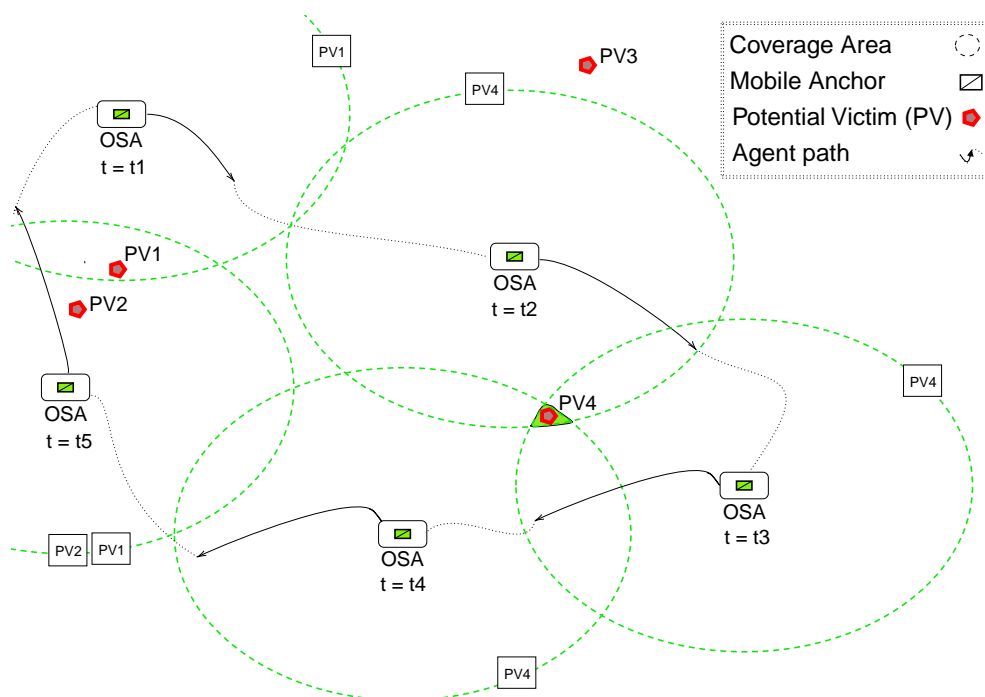 PV1
PV4
PV3
Coverage Area
Mobile Anchor
Potential Victim (PV)
Agent path
OSA
t = t1
PV1
PV2
OSA
t = t2
PV4
OSA
t = t5
PV4
OSA
t = t3
PV2
PV1
OSA
t = t4
PV4